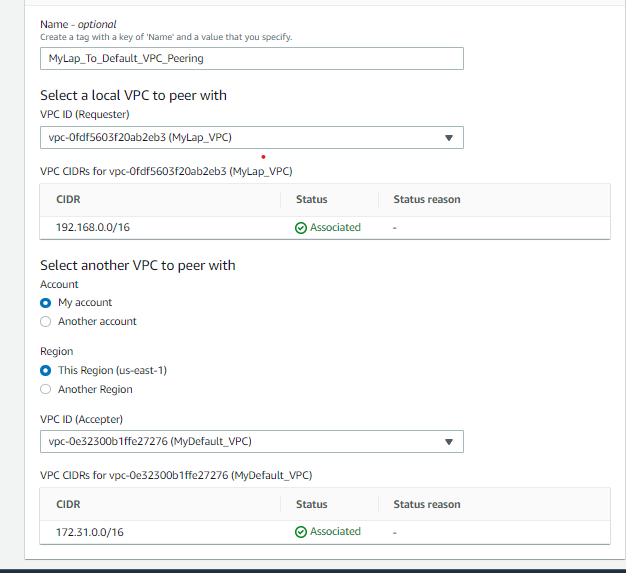 Name - optional
Create a tag with a key of 'Name' and a value that you specify.
MyLap_To_Default_VPC_Peering
Select a local VPC to peer with
VPC ID (Requester)
vpc-0fdf5603f20ab2eb3 (MyLap_VPC)
VPC CIDRs for vpc-0fdf5603f20ab2eb3 (MyLap_VPC)
CIDR Status Status reason
192.168.0.0/16 Associated -
Select another VPC to peer with
Account
My account
Another account
Region
This Region (us-east-1)
Another Region
VPC ID (Accepter)
vpc-0e32300b1ffe27276 (MyDefault_VPC)
VPC CIDRs for vpc-0e32300b1ffe27276 (MyDefault_VPC)
CIDR Status Status reason
172.31.0.0/16 Associated -